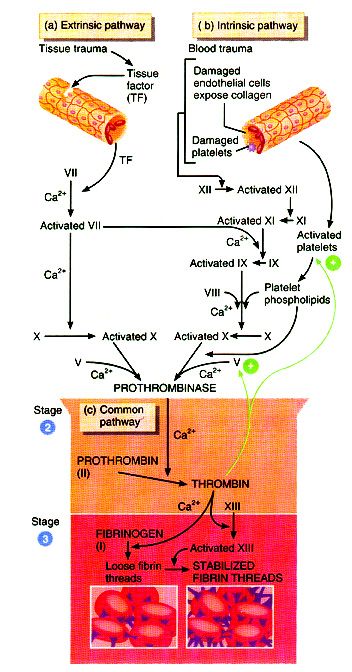 (a) Extrinsic pathway
Tissue trauma
Tissue
factor
(TF)
TF
VII
Ca²⁺
Activated VII
Ca²⁺
X
Activated X
V
Ca²⁺
(b) Intrinsic pathway
Blood trauma
Damaged
endothelial cells
expose collagen
Damaged
platelets
XII
Activated XII
Activated XI
XI
Ca²⁺
Activated
platelets
+
Activated IX
IX
VIII
Platelet
phospholipids
Ca²⁺
Activated X
X
Ca²⁺
V
+
PROTHROMBINASE
Stage
2
(c) Common
pathway
Ca²⁺
PROTHROMBIN
(II)
THROMBIN
Ca²⁺
XIII
Stage
3
FIBRINOGEN
(I)
Activated XIII
Loose fibrin
threads
STABILIZED
FIBRIN THREADS